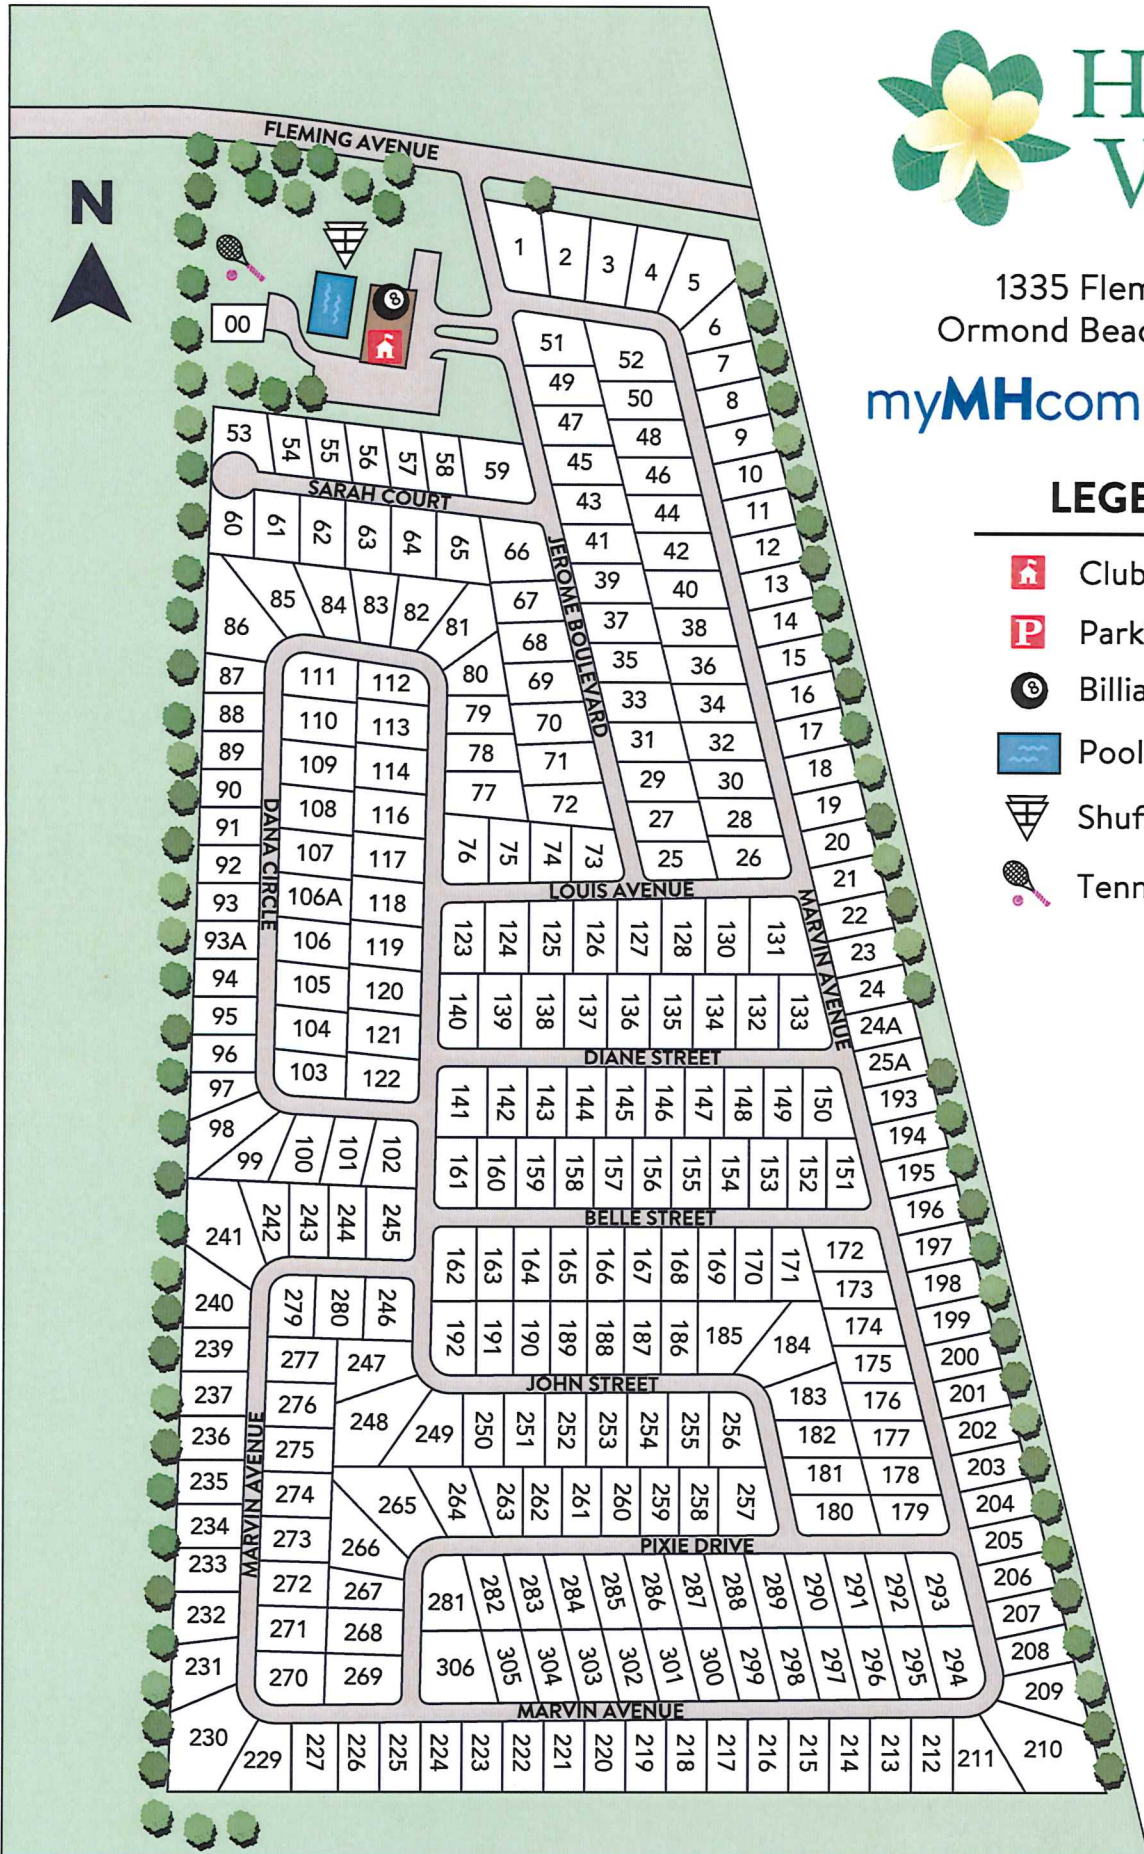 FLEMING AVENUE
N
H
V
1335 Flem
Ormond Beac
myMHcom
LEGE
Club
P Park
8 Billia
Pool
Shuf
Tenn
1 2 3 4 5
6
7
8
9
10
11
12
13
14
15
16
17
18
19
20
21
22
23
24
24A
25A
193
194
195
196
197
198
199
200
201
202
203
204
205
206
207
208
209
210
8
00
51 52
49 50
47 48
45 46
43 44
41 42
39 40
37 38
35 36
33 34
31 32
29 30
27 28
25 26
53 54 55 56 57 58 59
SARAH COURT
60 61 62 63 64 65 66
JEROME BOULEVARD
67
68
69
70
71
72
86 85 84 83 82 81
80
79
78
77
76 75 74 73
87
88
89
90
91
92
93
93A
94
95
96
97
98
99 100 101 102
DANA CIRCLE
111 112
110 113
109 114
108 116
107 117
106A 118
106 119
105 120
104 121
103 122
LOUIS AVENUE
MARVIN AVENUE
123 124 125 126 127 128 130 131
140 139 138 137 136 135 134 132 133
DIANE STREET
141 142 143 144 145 146 147 148 149 150
161 160 159 158 157 156 155 154 153 152 151
BELLE STREET
162 163 164 165 166 167 168 169 170 171 172
173
174
175
176
177
178
179
192 191 190 189 188 187 186 185 184
183
182
181
180
JOHN STREET
241 242 243 244 245
240
239
237
236
235
234
233
232
231
230
MARVIN AVENUE
279 280 246
277 247
276 248
275
274
273
272
271
270
249 250 251 252 253 254 255 256
265 264 263 262 261 260 259 258 257
266
267
268
269
PIXIE DRIVE
281 282 283 284 285 286 287 288 289 290 291 292 293
306 305 304 303 302 301 300 299 298 297 296 295 294
MARVIN AVENUE
229 227 226 225 224 223 222 221 220 219 218 217 216 215 214 213 212 211